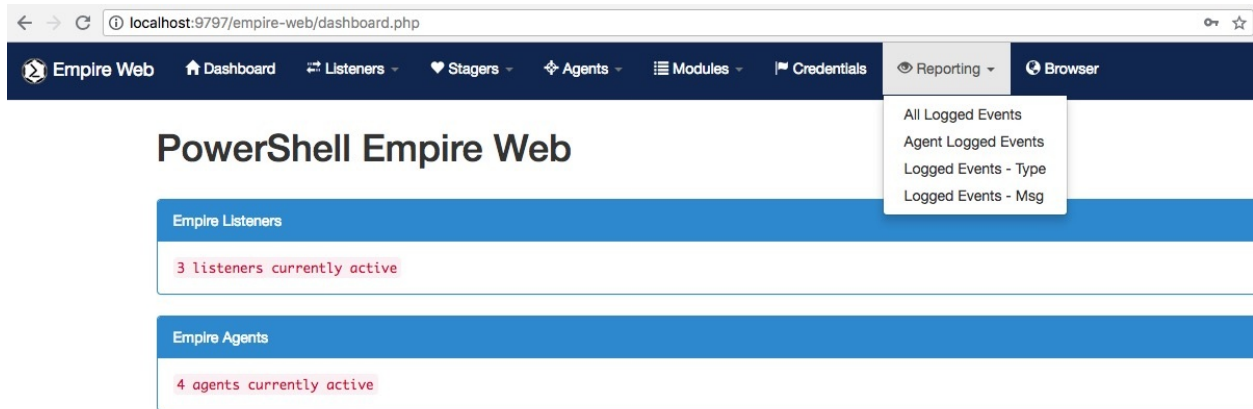 localhost:9797/empire-web/dashboard.php
Empire Web Dashboard Listeners Stagers Agents Modules Credentials Reporting Browser
All Logged Events
Agent Logged Events
Logged Events - Type
Logged Events - Msg
PowerShell Empire Web
Empire Listeners
3 listeners currently active
Empire Agents
4 agents currently active